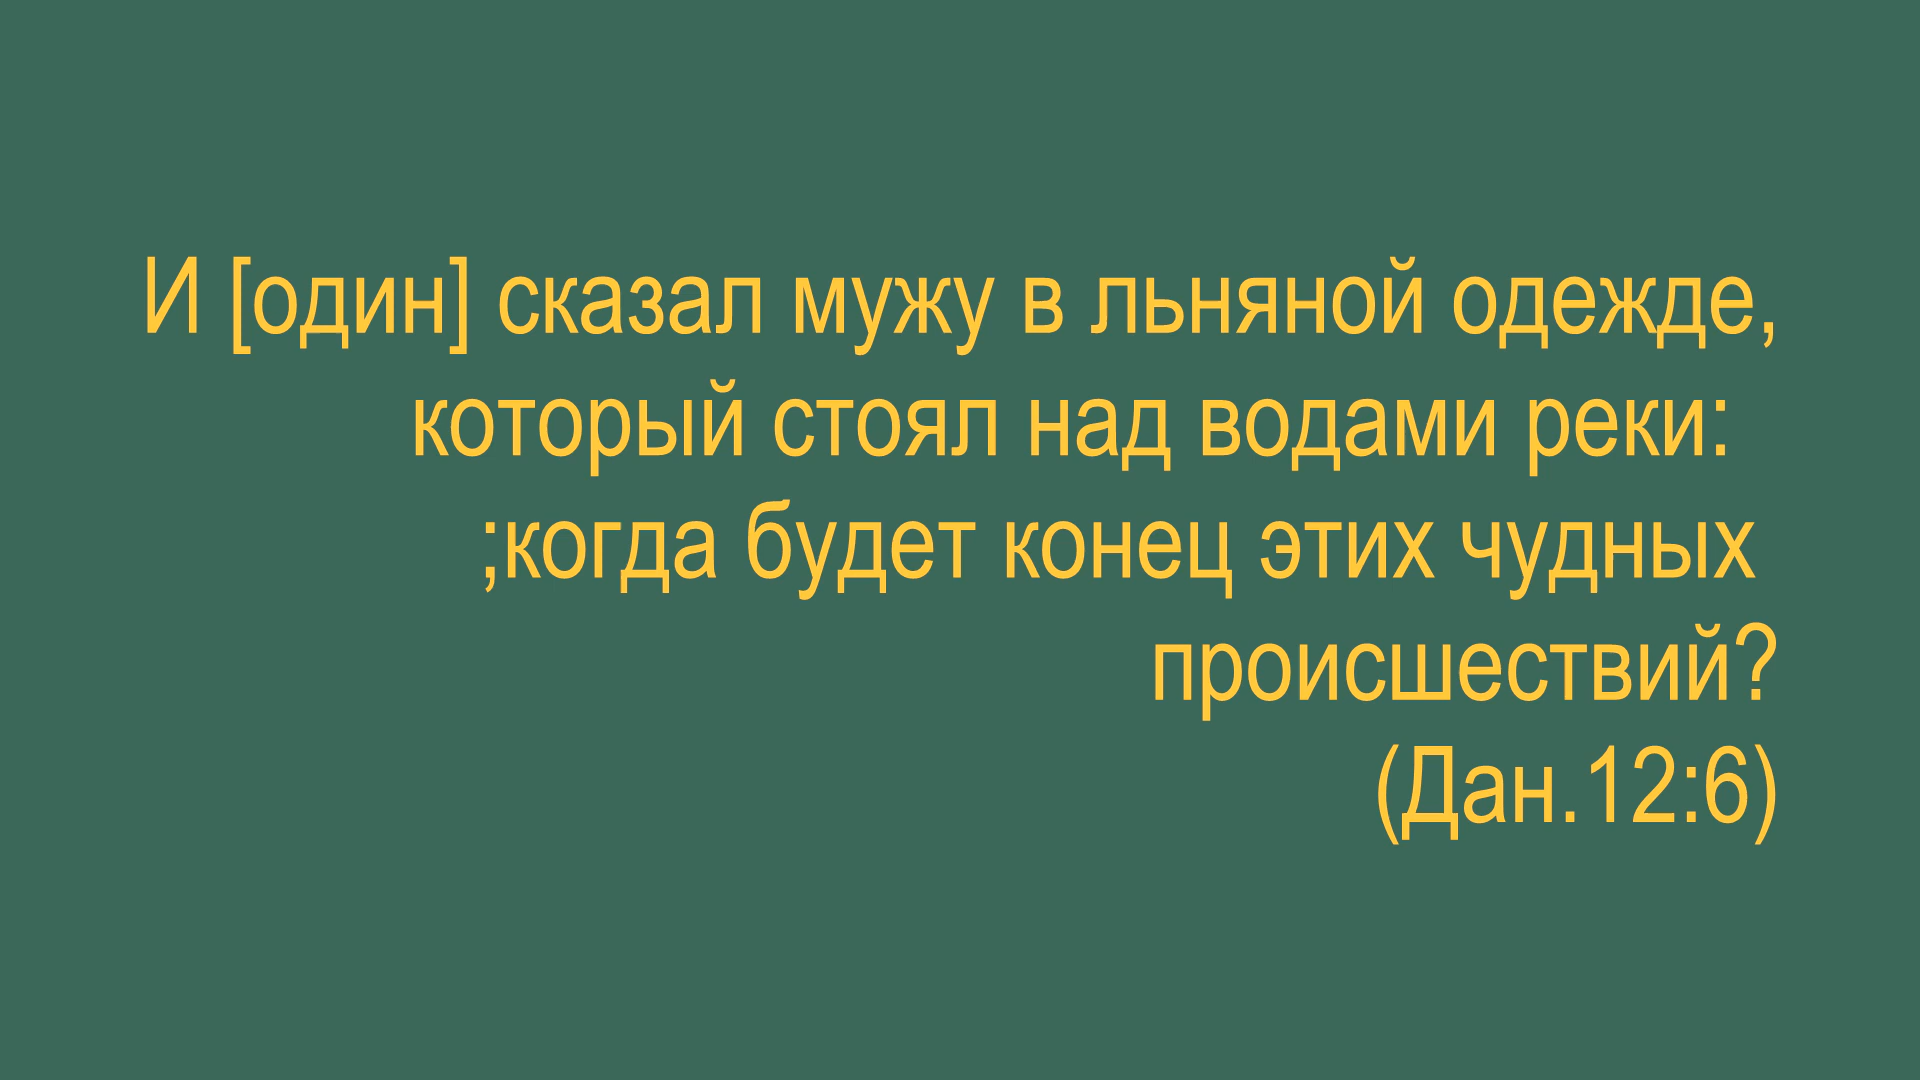 И [один] сказал мужу в льняной одежде,
который стоял над водами реки:
;когда будет конец этих чудных
происшествий?
(Дан.12:6)